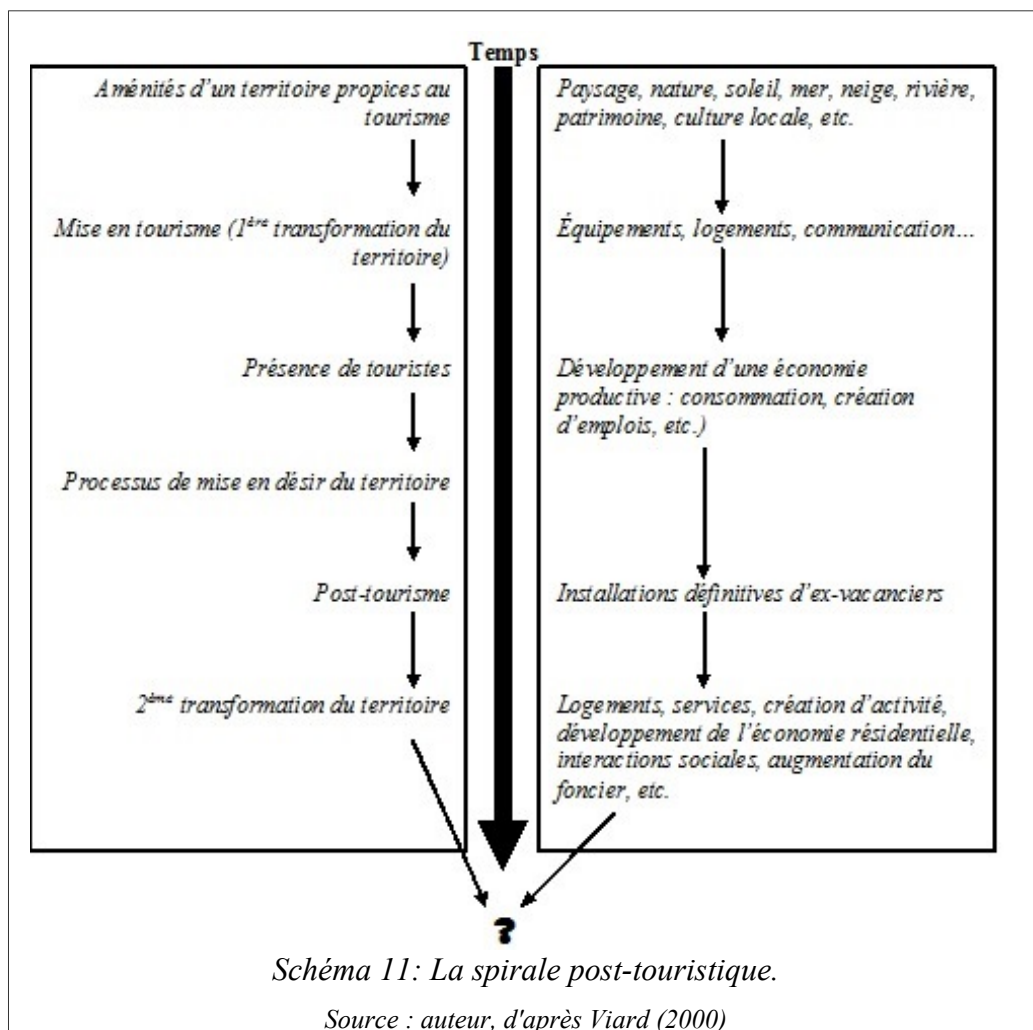 Temps
Aménités d'un territoire propices au
tourisme
Mise en tourisme (1ère transformation du
territoire)
Présence de touristes
Processus de mise en désir du territoire
Post-tourisme
2ème transformation du territoire
Paysage, nature, soleil, mer, neige, rivière,
patrimoine, culture locale, etc.
Équipements, logements, communication…
Développement d'une économie
productive : consommation, création
d'emplois, etc.)
Installations définitives d'ex-vacanciers
Logements, services, création d'activité,
développement de l'économie résidentielle,
interactions sociales, augmentation du
foncier, etc.
?
Schéma 11: La spirale post-touristique.
Source : auteur, d'après Viard (2000)